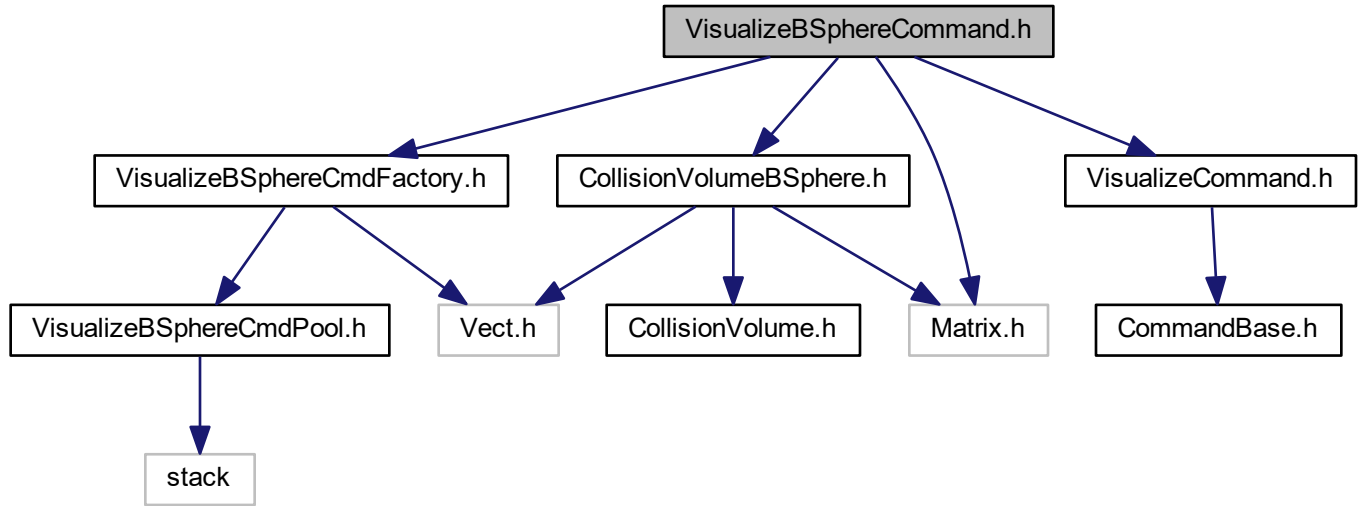 VisualizeBSphereCommand.h
VisualizeBSphereCmdFactory.h
CollisionVolumeBSphere.h
VisualizeCommand.h
VisualizeBSphereCmdPool.h
Vect.h
CollisionVolume.h
Matrix.h
CommandBase.h
stack